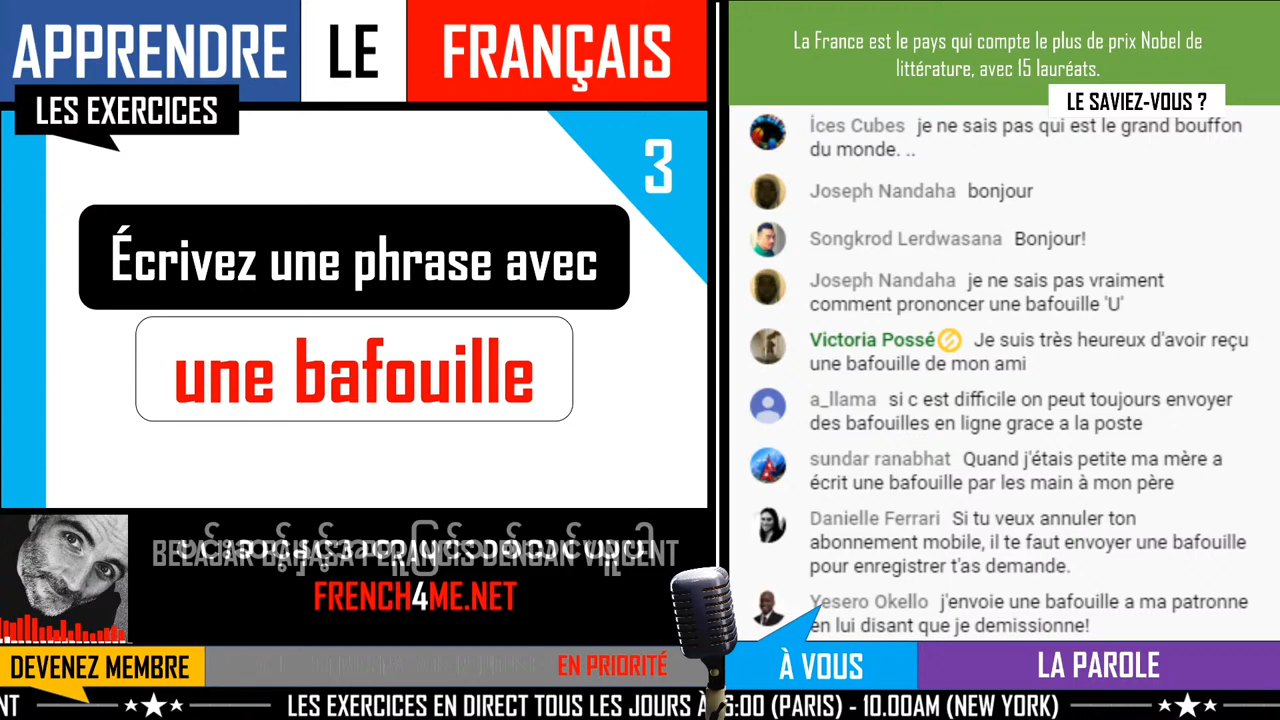 APPRENDRE LE FRANÇAIS
LES EXERCICES
3
Écrivez une phrase avec
une bafouille
FRENCH4ME.NET
DEVENEZ MEMBRE
EN PRIORITÉ
La France est le pays qui compte le plus de prix Nobel de
littérature, avec 15 lauréats.
LE SAVIEZ-VOUS ?
İces Cubes je ne sais pas qui est le grand bouffon
du monde. ..
Joseph Nandaha bonjour
Songkrod Lerdwasana Bonjour!
Joseph Nandaha je ne sais pas vraiment
comment prononcer une bafouille 'U'
Victoria Possé Je suis très heureux d'avoir reçu
une bafouille de mon ami
a_llama si c est difficile on peut toujours envoyer
des bafouilles en ligne grace a la poste
sundar ranabhat Quand j'étais petite ma mère a
écrit une bafouille par les main à mon père
Danielle Ferrari Si tu veux annuler ton
abonnement mobile, il te faut envoyer une bafouille
pour enregistrer t'as demande.
Yesero Okello j'envoie une bafouille a ma patronne
en lui disant que je demissionne!
À VOUS
LA PAROLE
NT LES EXERCICES EN DIRECT TOUS LES JOURS À 6:00 (PARIS) - 10.00AM (NEW YORK)